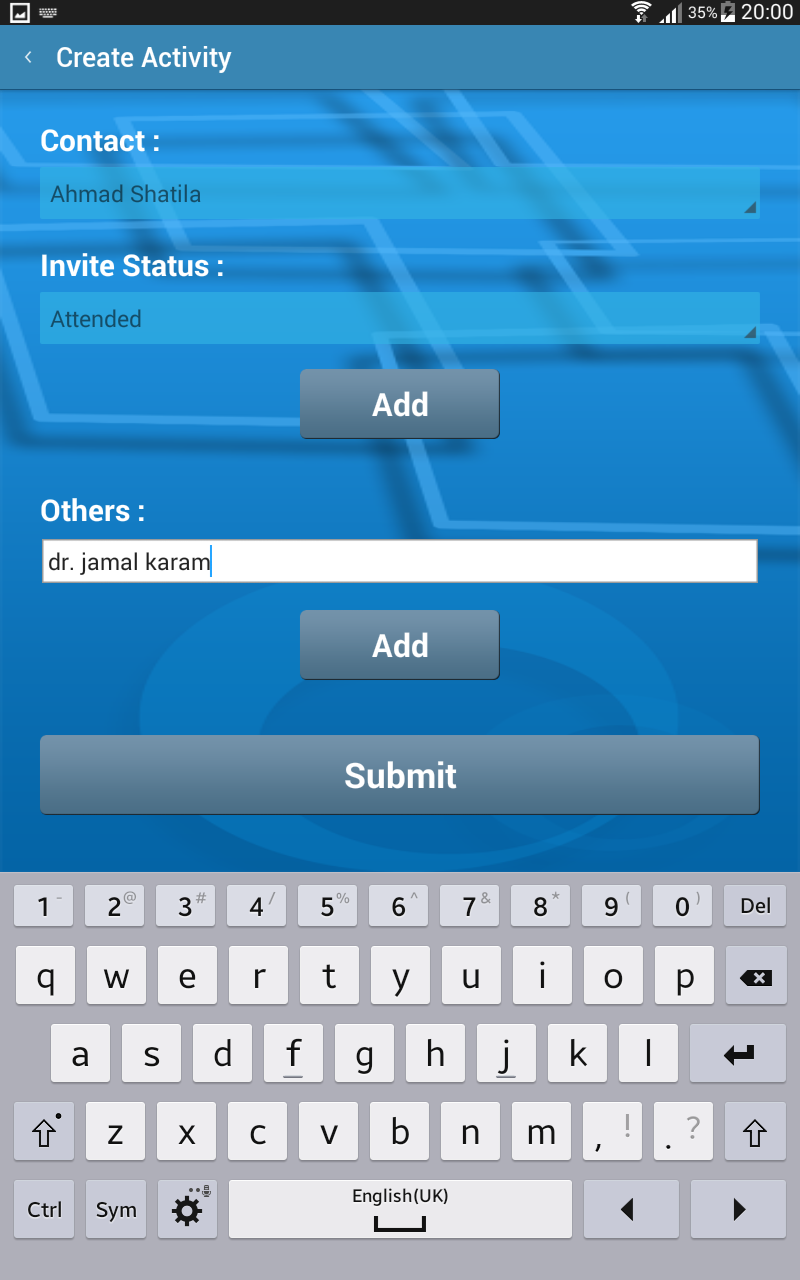 35% 20:00
Create Activity
Contact :
Ahmad Shatila
Invite Status :
Attended
Add
Others :
dr. jamal karam
Add
Submit
1 - 2 @ 3 # 4 / 5 % 6 ^ 7 & 8 * 9 ( 0 ) Del
q w e r t y u i o p
a s d f g h j k l
z x c v b n m , ! . ?
Ctrl Sym English(UK)